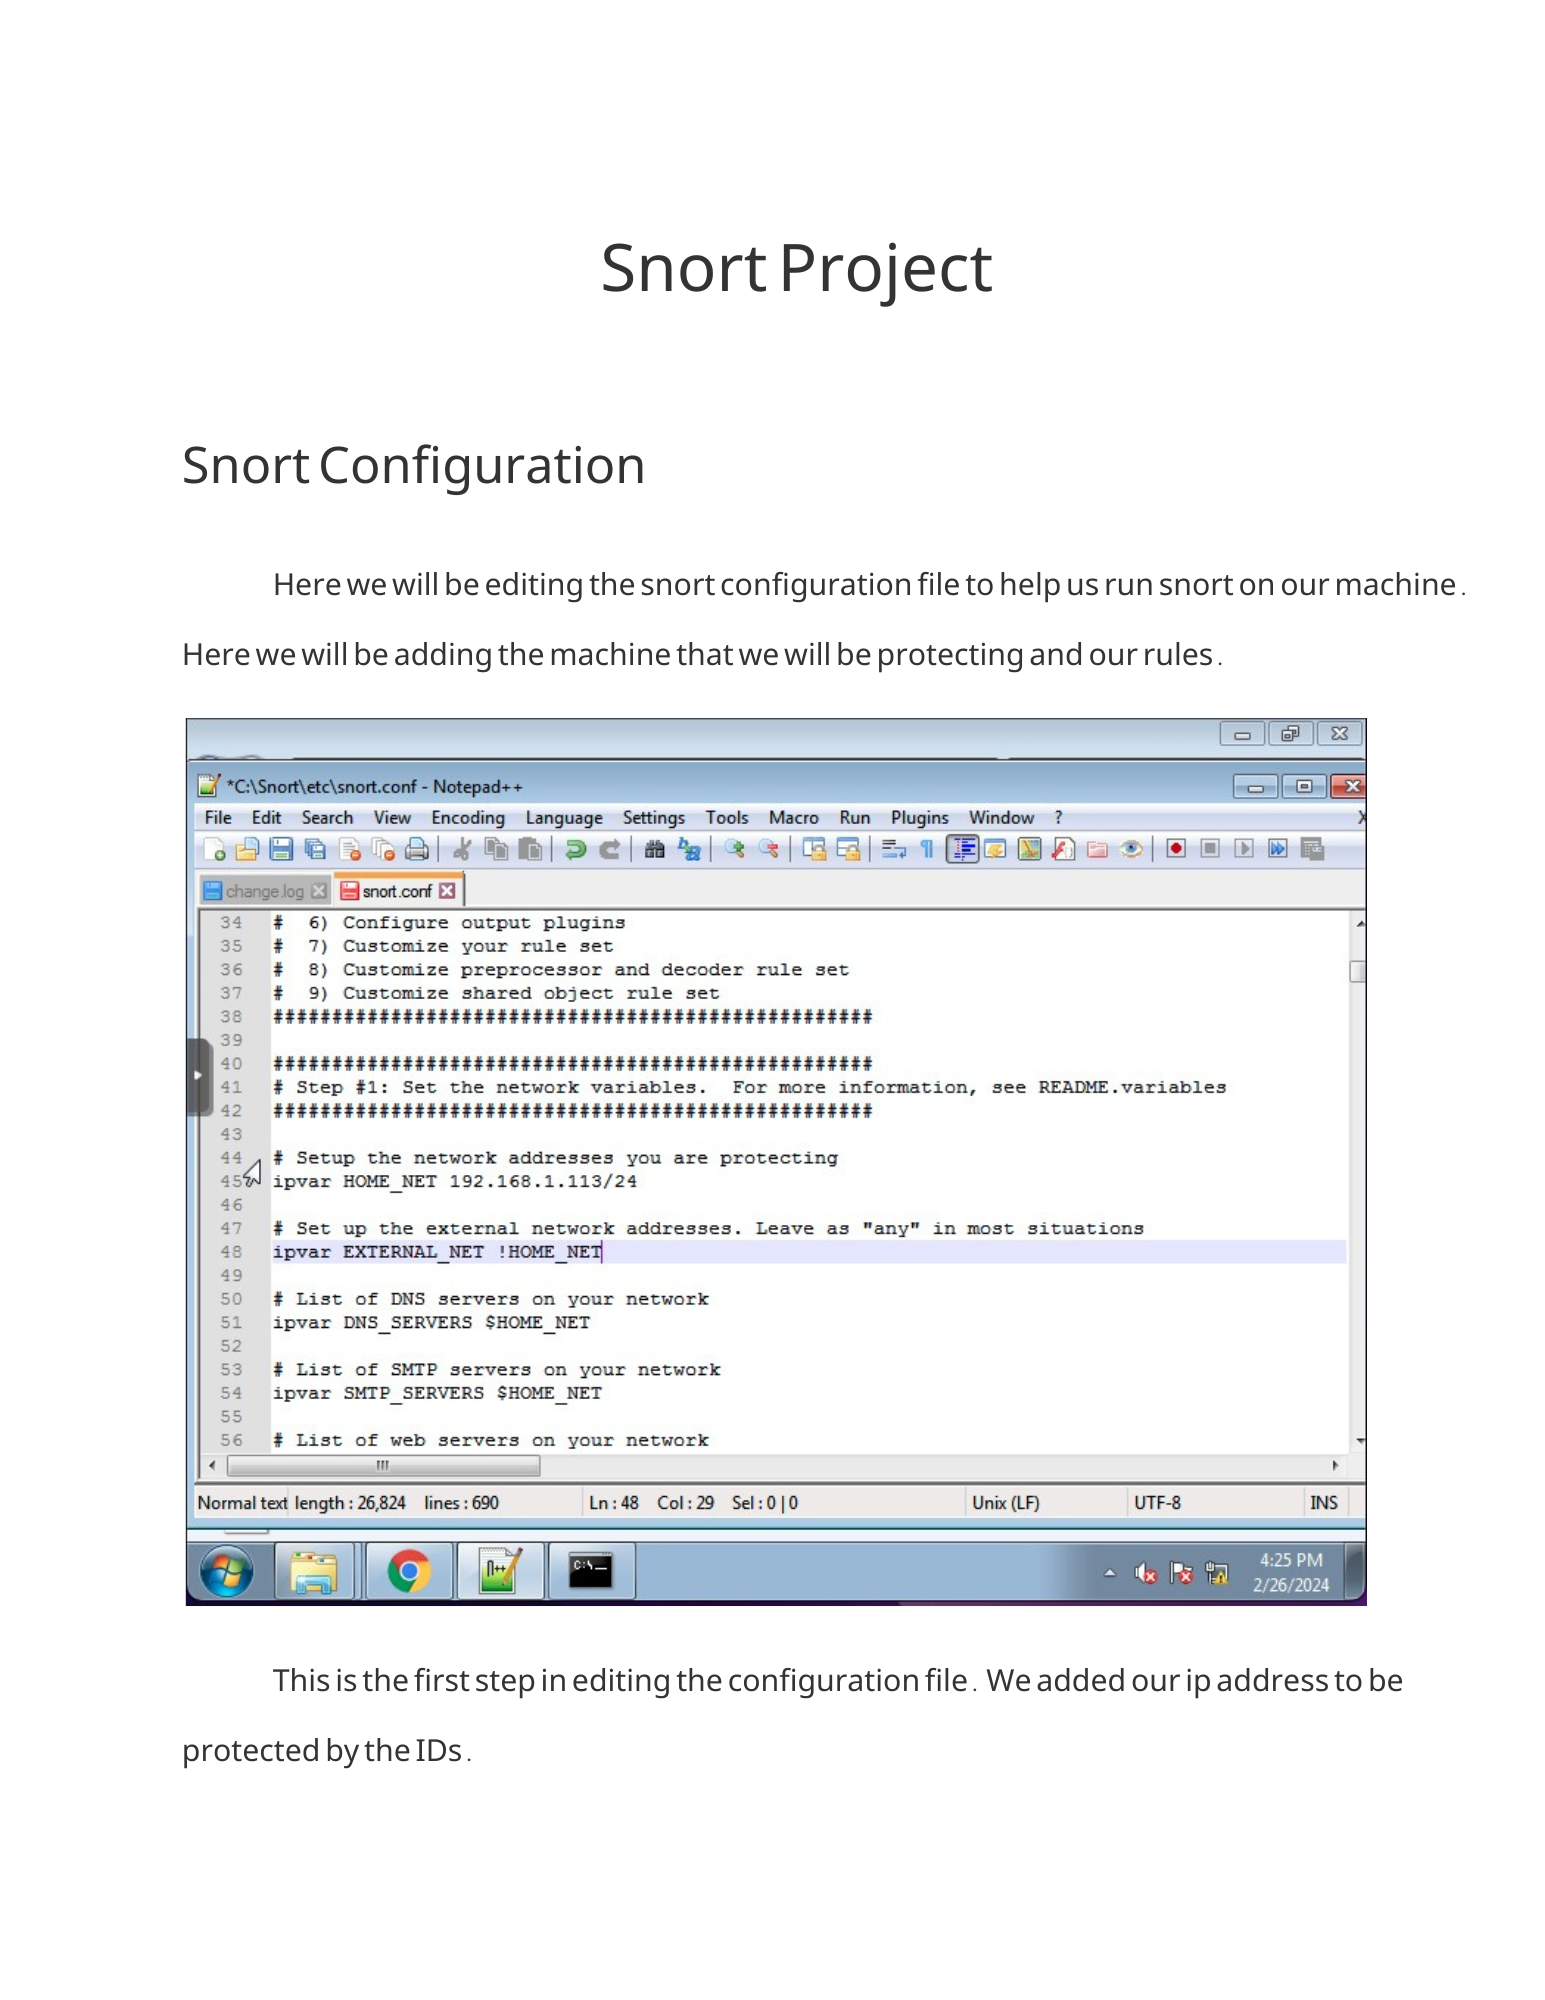 Snort Project
Snort Configuration
Here we will be editing the snort configuration file to help us run snort on our machine.
Here we will be adding the machine that we will be protecting and our rules.
*C:\Snort\etc\snort.conf - Notepad++
File Edit Search View Encoding Language Settings Tools Macro Run Plugins Window ? X
change.log snort.conf
34 #  6) Configure output plugins
35 #  7) Customize your rule set
36 #  8) Customize preprocessor and decoder rule set
37 #  9) Customize shared object rule set
38 ###################################################
39
40 ###################################################
41 # Step #1: Set the network variables.  For more information, see README.variables
42 ###################################################
43
44 # Setup the network addresses you are protecting
45 ipvar HOME_NET 192.168.1.113/24
46
47 # Set up the external network addresses. Leave as "any" in most situations
48 ipvar EXTERNAL_NET !HOME_NET
49
50 # List of DNS servers on your network
51 ipvar DNS_SERVERS $HOME_NET
52
53 # List of SMTP servers on your network
54 ipvar SMTP_SERVERS $HOME_NET
55
56 # List of web servers on your network
Normal text length : 26,824 lines : 690 Ln : 48 Col : 29 Sel : 0 | 0 Unix (LF) UTF-8 INS
4:25 PM
2/26/2024
This is the first step in editing the configuration file. We added our ip address to be
protected by the IDs.